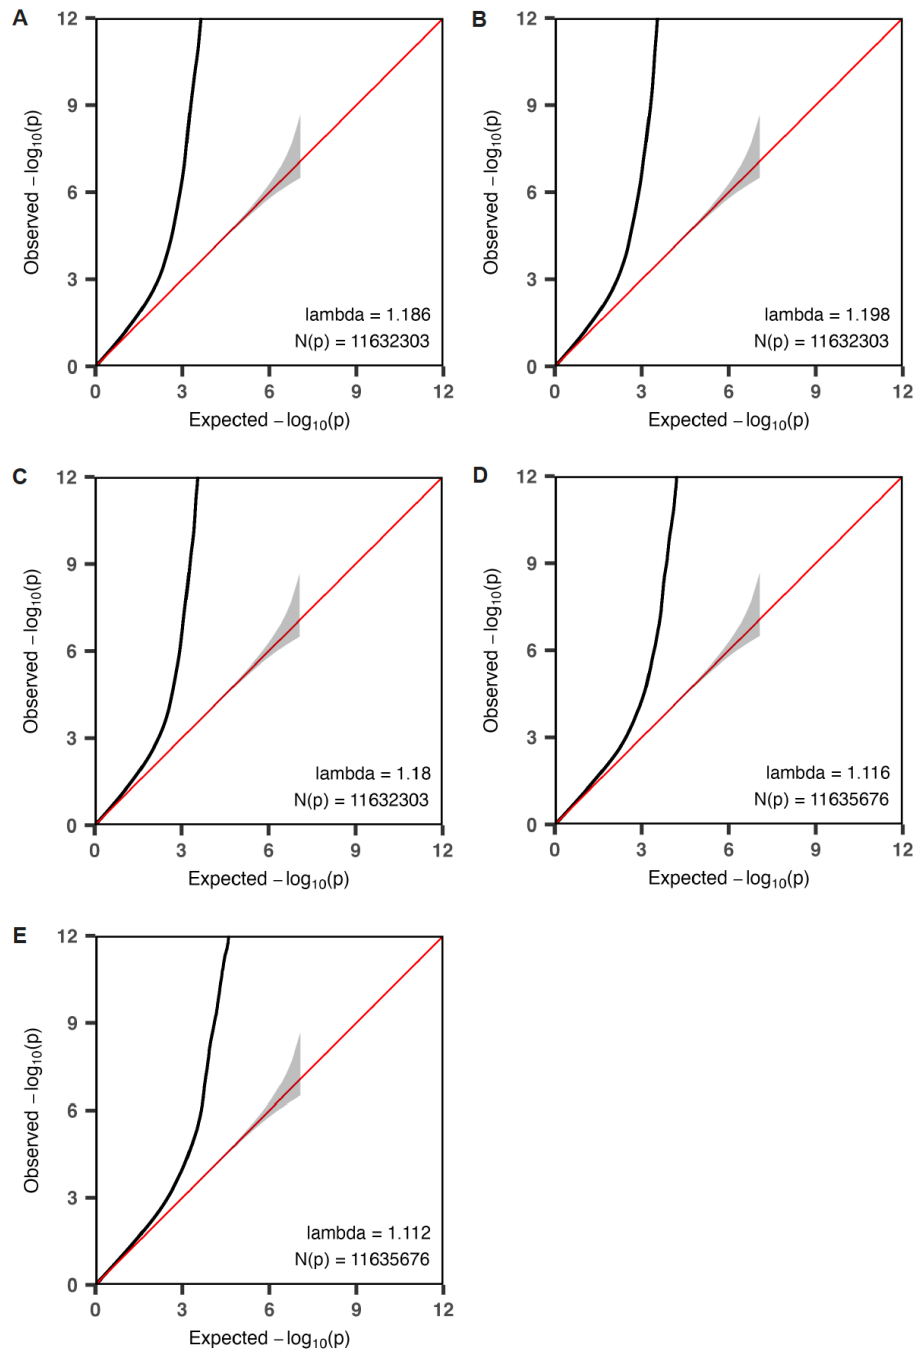 A
12
9
6
3
0
Observed −log10(p)
lambda = 1.186
N(p) = 11632303
0 3 6 9 12
Expected −log10(p)
B
12
9
6
3
0
Observed −log10(p)
lambda = 1.198
N(p) = 11632303
0 3 6 9 12
Expected −log10(p)
C
12
9
6
3
0
Observed −log10(p)
lambda = 1.18
N(p) = 11632303
0 3 6 9 12
Expected −log10(p)
D
12
9
6
3
0
Observed −log10(p)
lambda = 1.116
N(p) = 11635676
0 3 6 9 12
Expected −log10(p)
E
12
9
6
3
0
Observed −log10(p)
lambda = 1.112
N(p) = 11635676
0 3 6 9 12
Expected −log10(p)